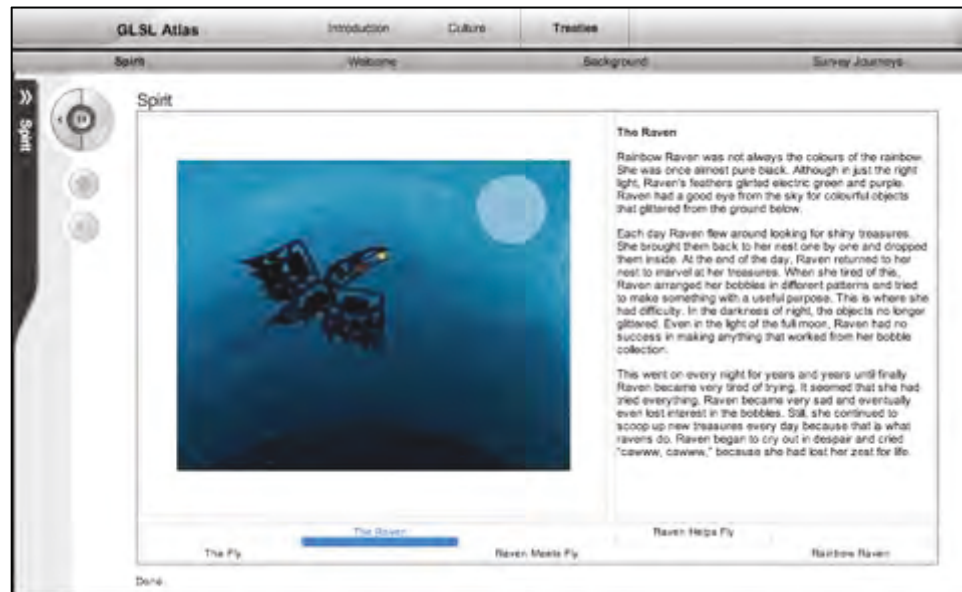 GLSL Atlas
Introduction
Culture
Treaties
Spirit
Welcome
Background
Survey Journeys
Spirit
Spirit
The Raven
Rainbow Raven was not always the colours of the rainbow.
She was once almost pure black. Although in just the right
light, Raven's feathers glinted electric green and purple.
Raven had a good eye from the sky for colourful objects
that glittered from the ground below.
Each day Raven flew around looking for shiny treasures.
She brought them back to her nest one by one and dropped
them inside. At the end of the day, Raven returned to her
nest to marvel at her treasures. When she tired of this,
Raven arranged her bobbles in different patterns and tried
to make something with a useful purpose. This is where she
had difficulty. In the darkness of night, the objects no longer
glittered. Even in the light of the full moon, Raven had no
success in making anything that worked from her bobble
collection.
This went on every night for years and years until finally
Raven became very tired of trying. It seemed that she had
tried everything. Raven became very sad and eventually
even lost interest in the bobbles. Still, she continued to
scoop up new treasures every day because that is what
ravens do. Raven began to cry out in despair and cried
"cawww, cawww," because she had lost her zest for life.
The Raven
Raven Helps Fly
The Fly
Raven Meets Fly
Rainbow Raven
Done